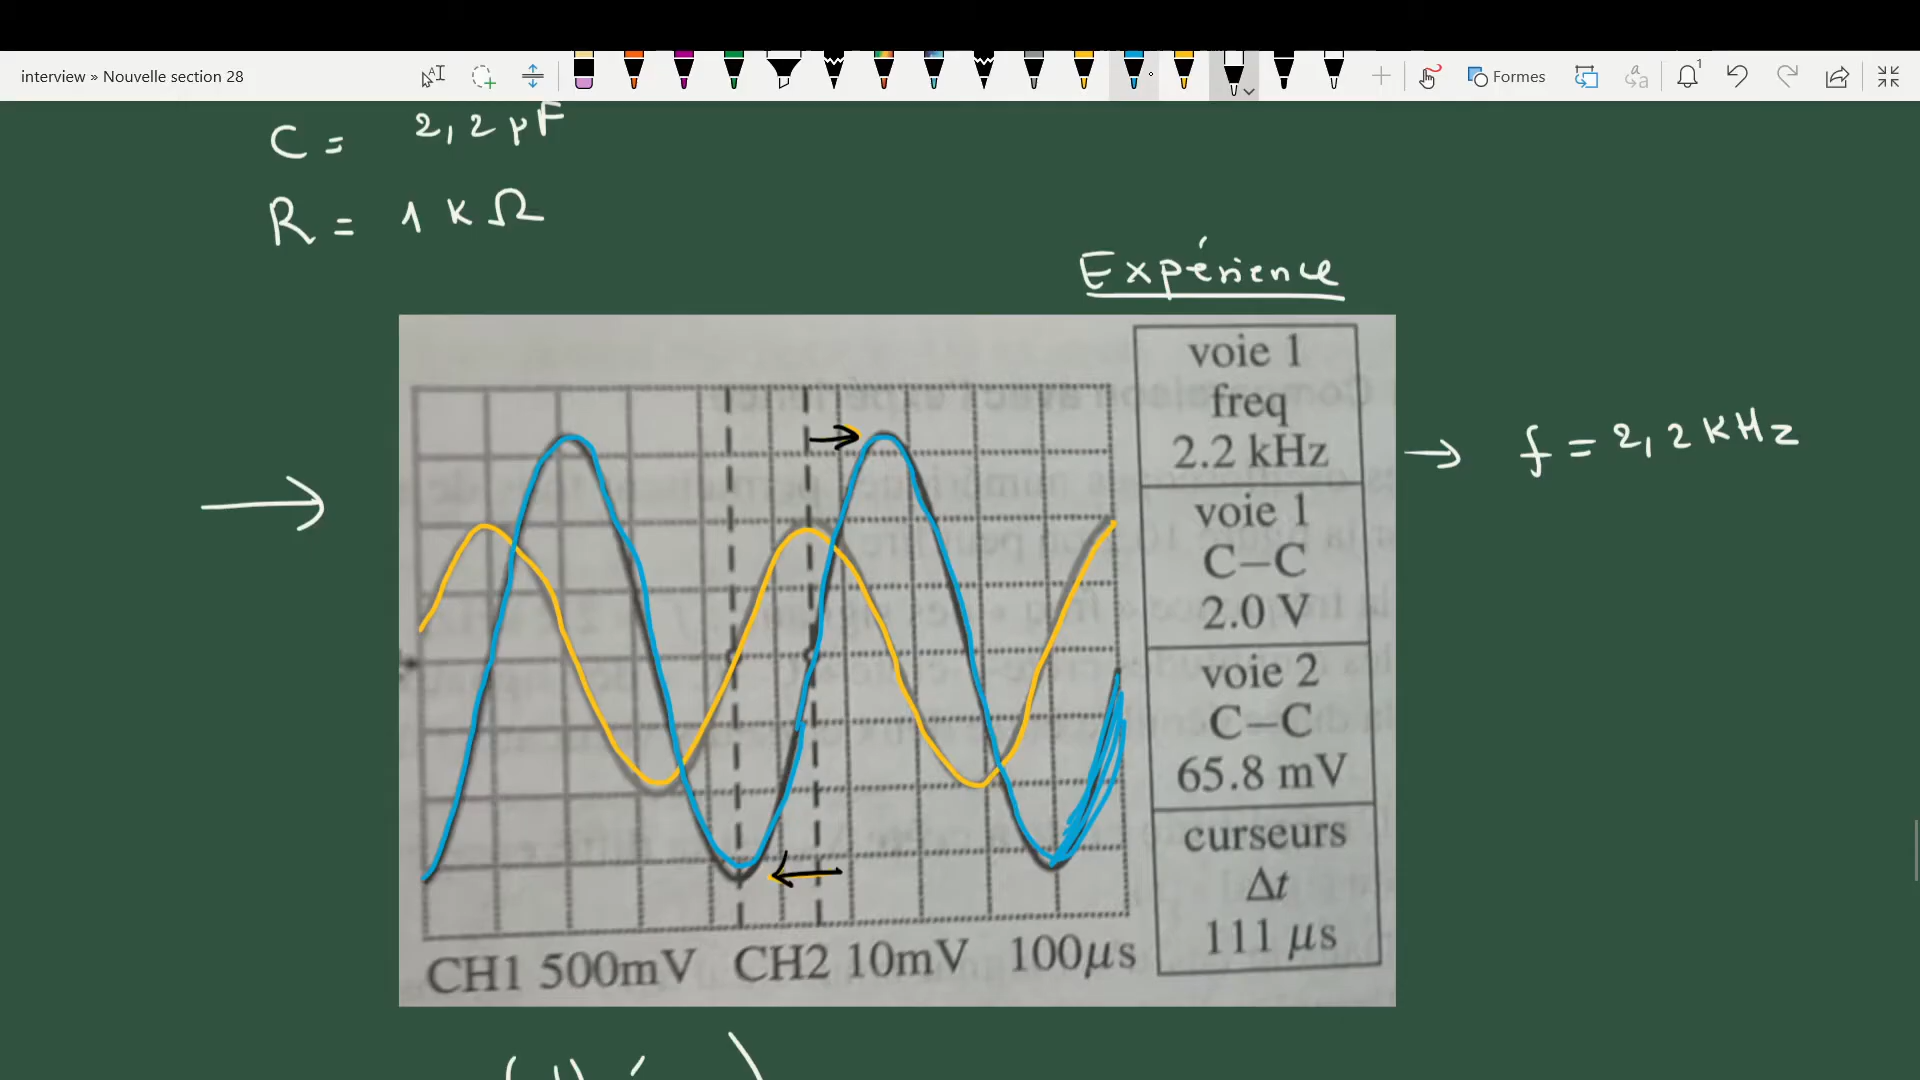 interview » Nouvelle section 28
Formes
1
C = 2,2 μF
R = 1 k Ω
Expérience
voie 1
freq
2.2 kHz
→ f = 2,2 KHz
voie 1
C–C
2.0 V
voie 2
C–C
65.8 mV
curseurs
Δt
111 μs
CH1 500mV CH2 10mV 100μs